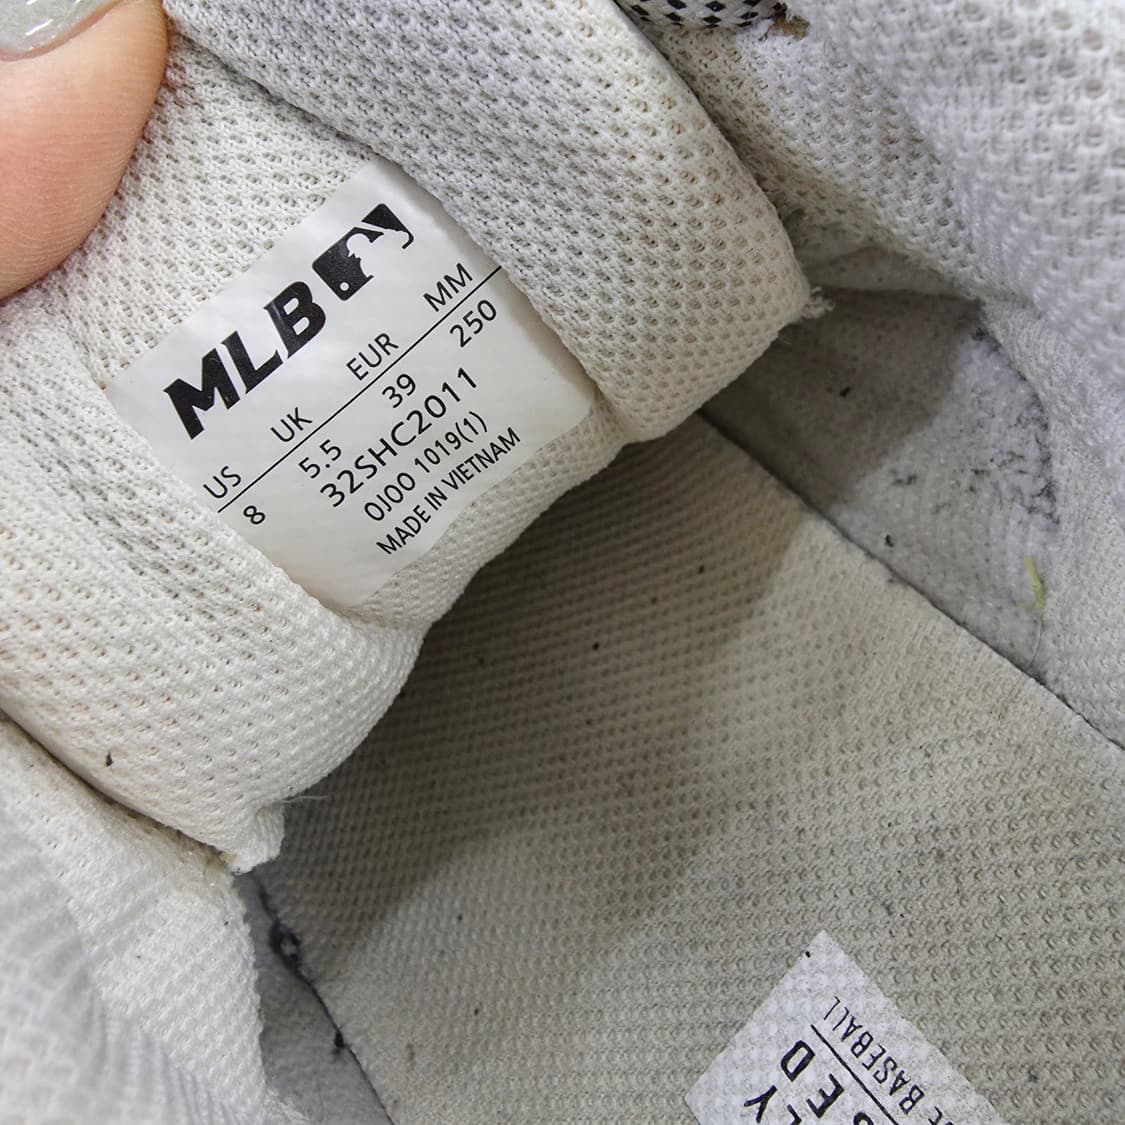 MLB
US UK EUR MM
8 5.5 39 250
32SHC2011
0J00 1019(1)
MADE IN VIETNAM
BASEBALL